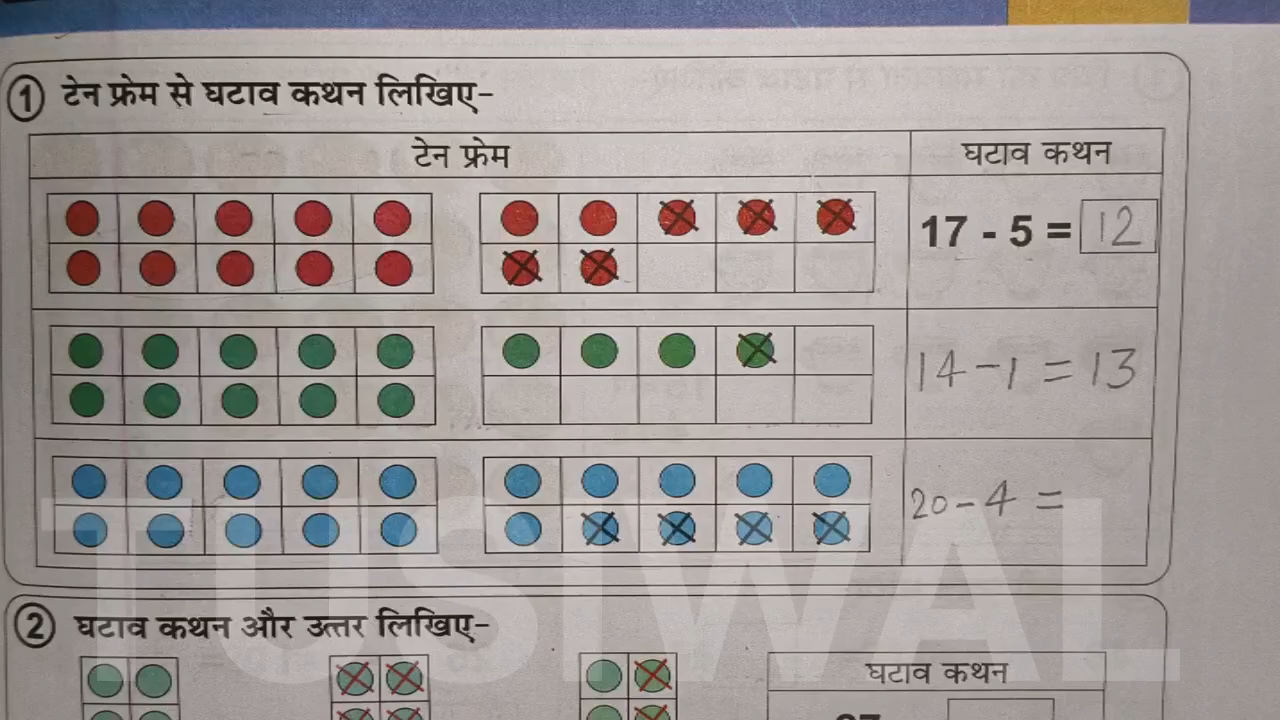 1 टेन फ्रेम से घटाव कथन लिखिए-
टेन फ्रेम
घटाव कथन
17 - 5 = 12
14 - 1 = 13
20 - 4 =
TUSIWAL
2 घटाव कथन और उत्तर लिखिए-
घटाव कथन